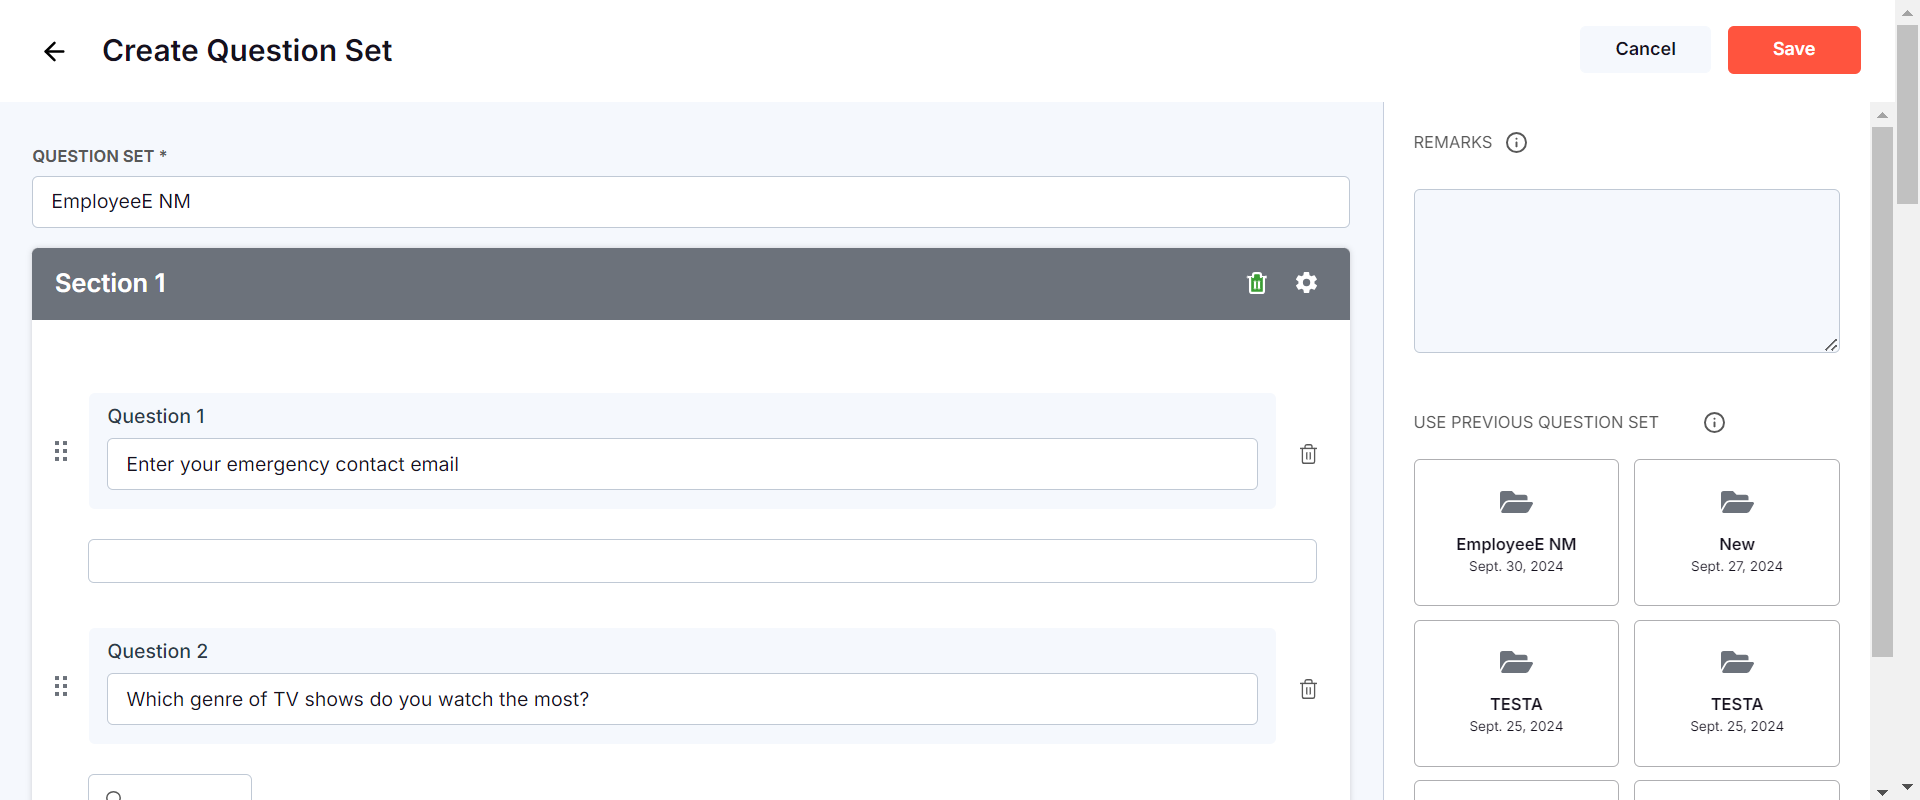 Create Question Set
Cancel
Save
QUESTION SET *
EmployeeE NM
Section 1
Question 1
Enter your emergency contact email
Question 2
Which genre of TV shows do you watch the most?
REMARKS
USE PREVIOUS QUESTION SET
EmployeeE NM
Sept. 30, 2024
New
Sept. 27, 2024
TESTA
Sept. 25, 2024
TESTA
Sept. 25, 2024